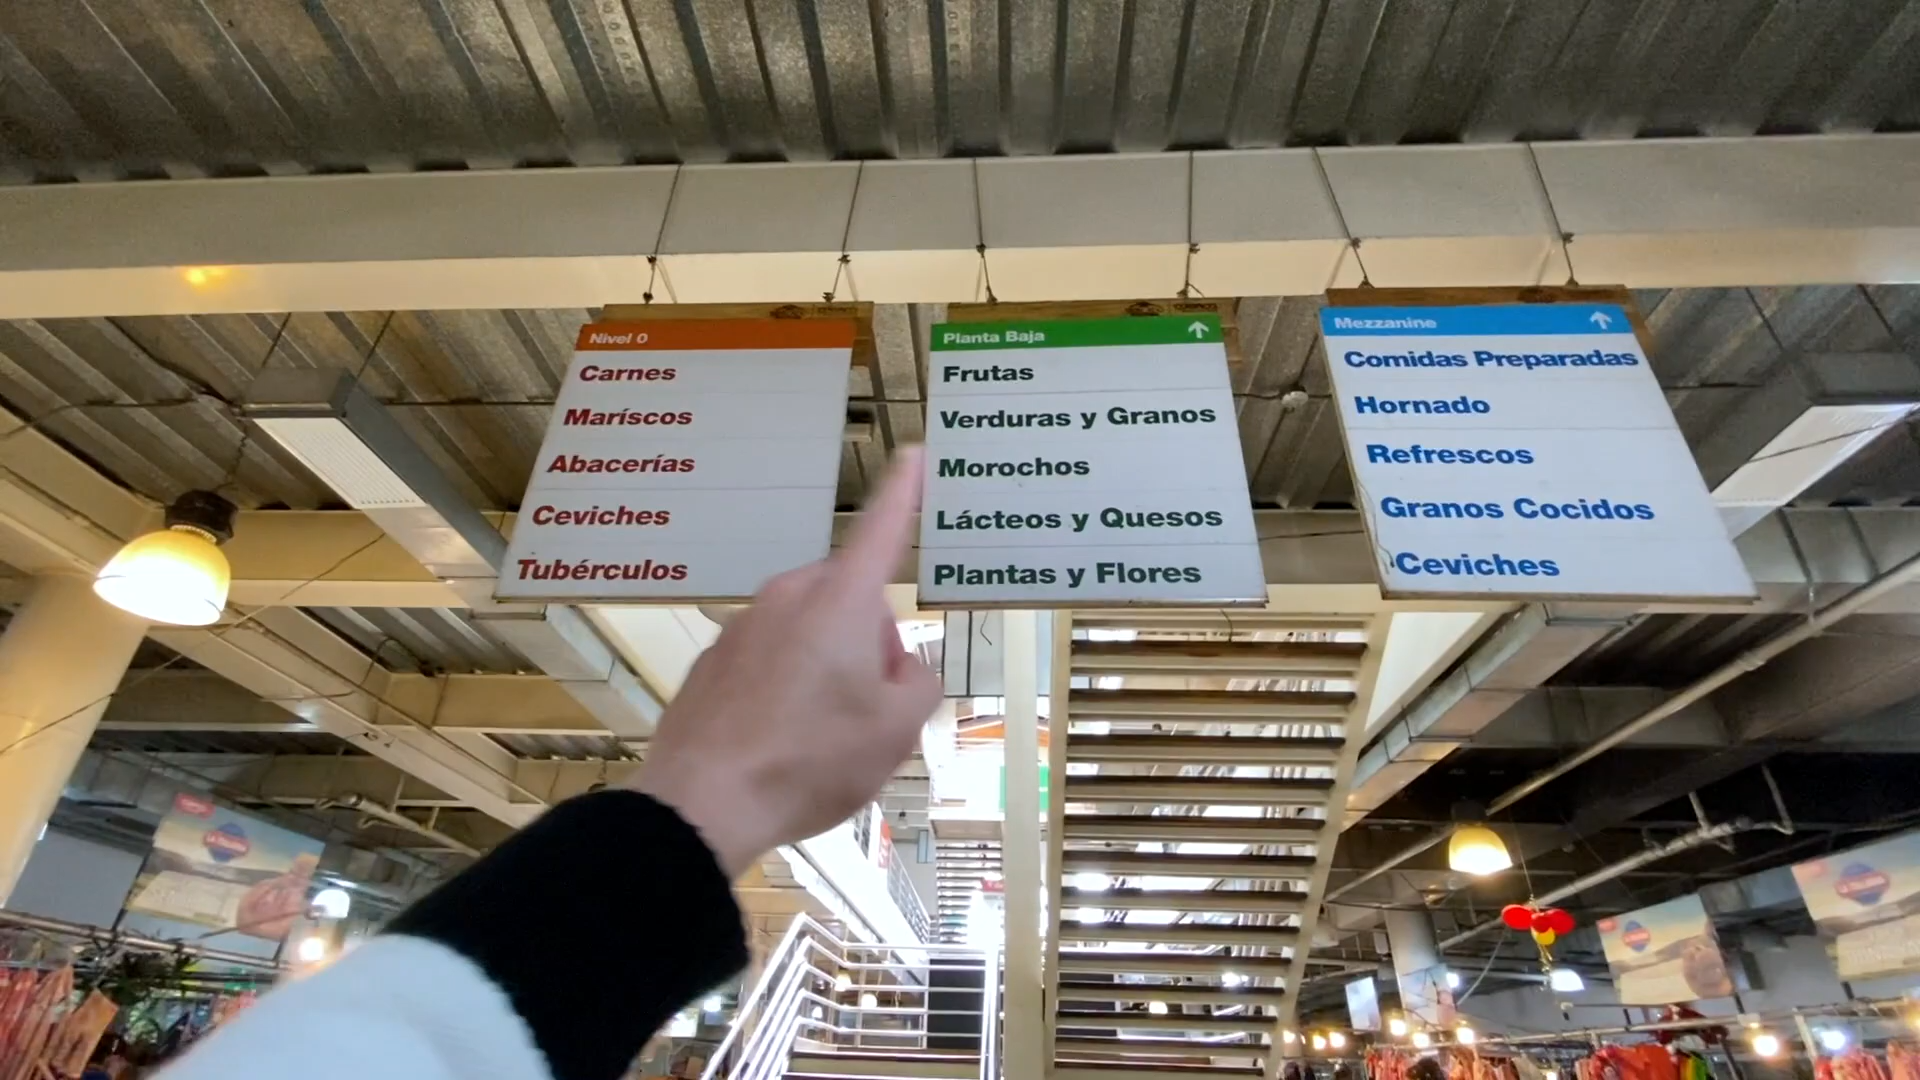 Nivel 0
Carnes
Maríscos
Abacerías
Ceviches
Tubérculos
Planta Baja
Frutas
Verduras y Granos
Morochos
Lácteos y Quesos
Plantas y Flores
Mezzanine
Comidas Preparadas
Hornado
Refrescos
Granos Cocidos
Ceviches